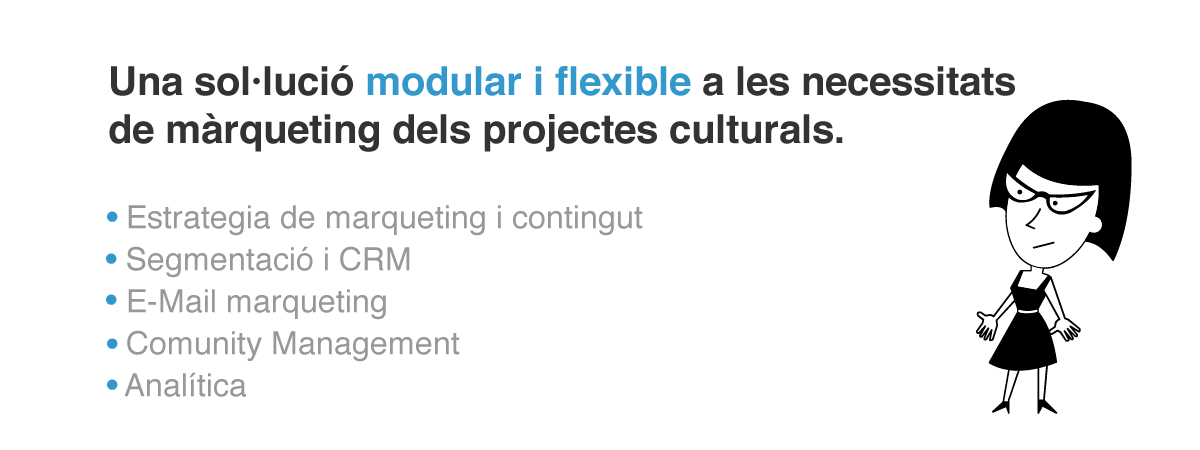 Una sol·lució modular i flexible a les necessitats
de màrqueting dels projectes culturals.
• Estrategia de marqueting i contingut
• Segmentació i CRM
• E-Mail marqueting
• Comunity Management
• Analítica